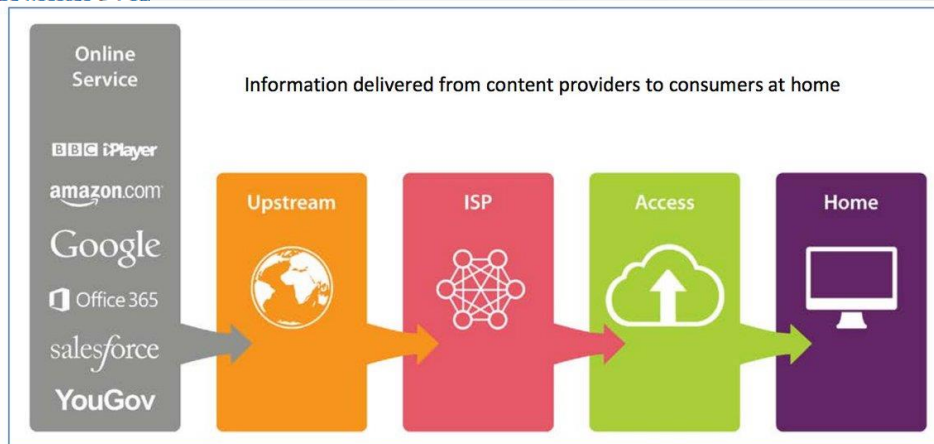 Online
Service
Information delivered from content providers to consumers at home
BBC iPlayer
amazon.com
Google
Office 365
salesforce
YouGov
Upstream
ISP
Access
Home